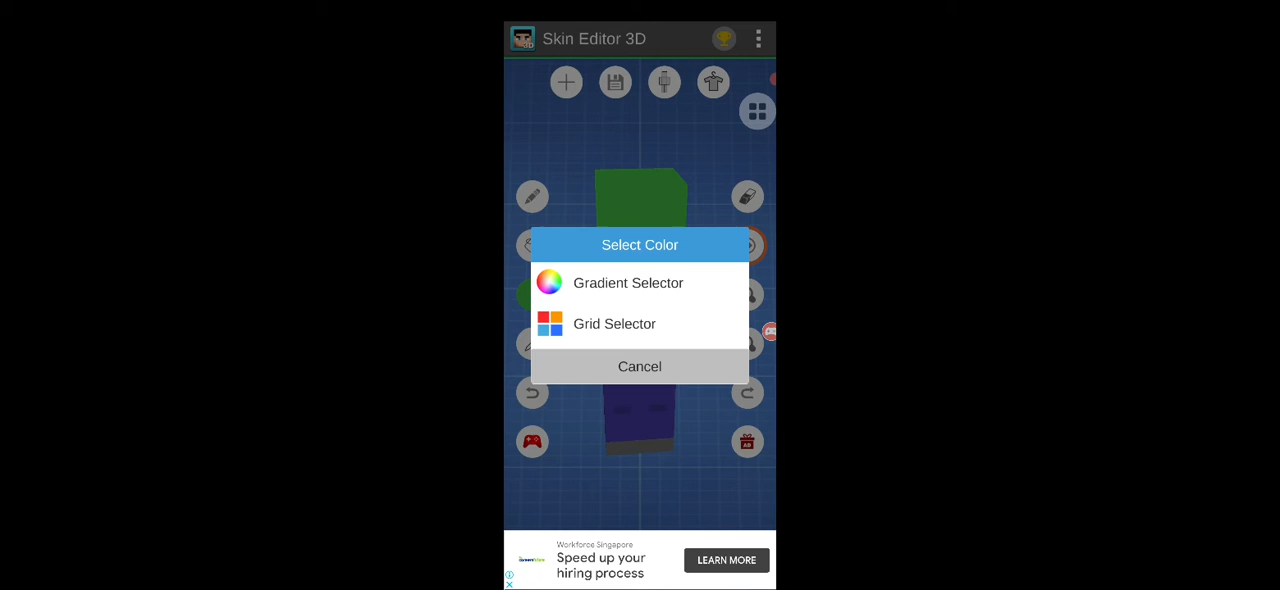 Skin Editor 3D
Select Color
Gradient Selector
Grid Selector
Cancel
AD
Workforce Singapore
Speed up your
hiring process
LEARN MORE